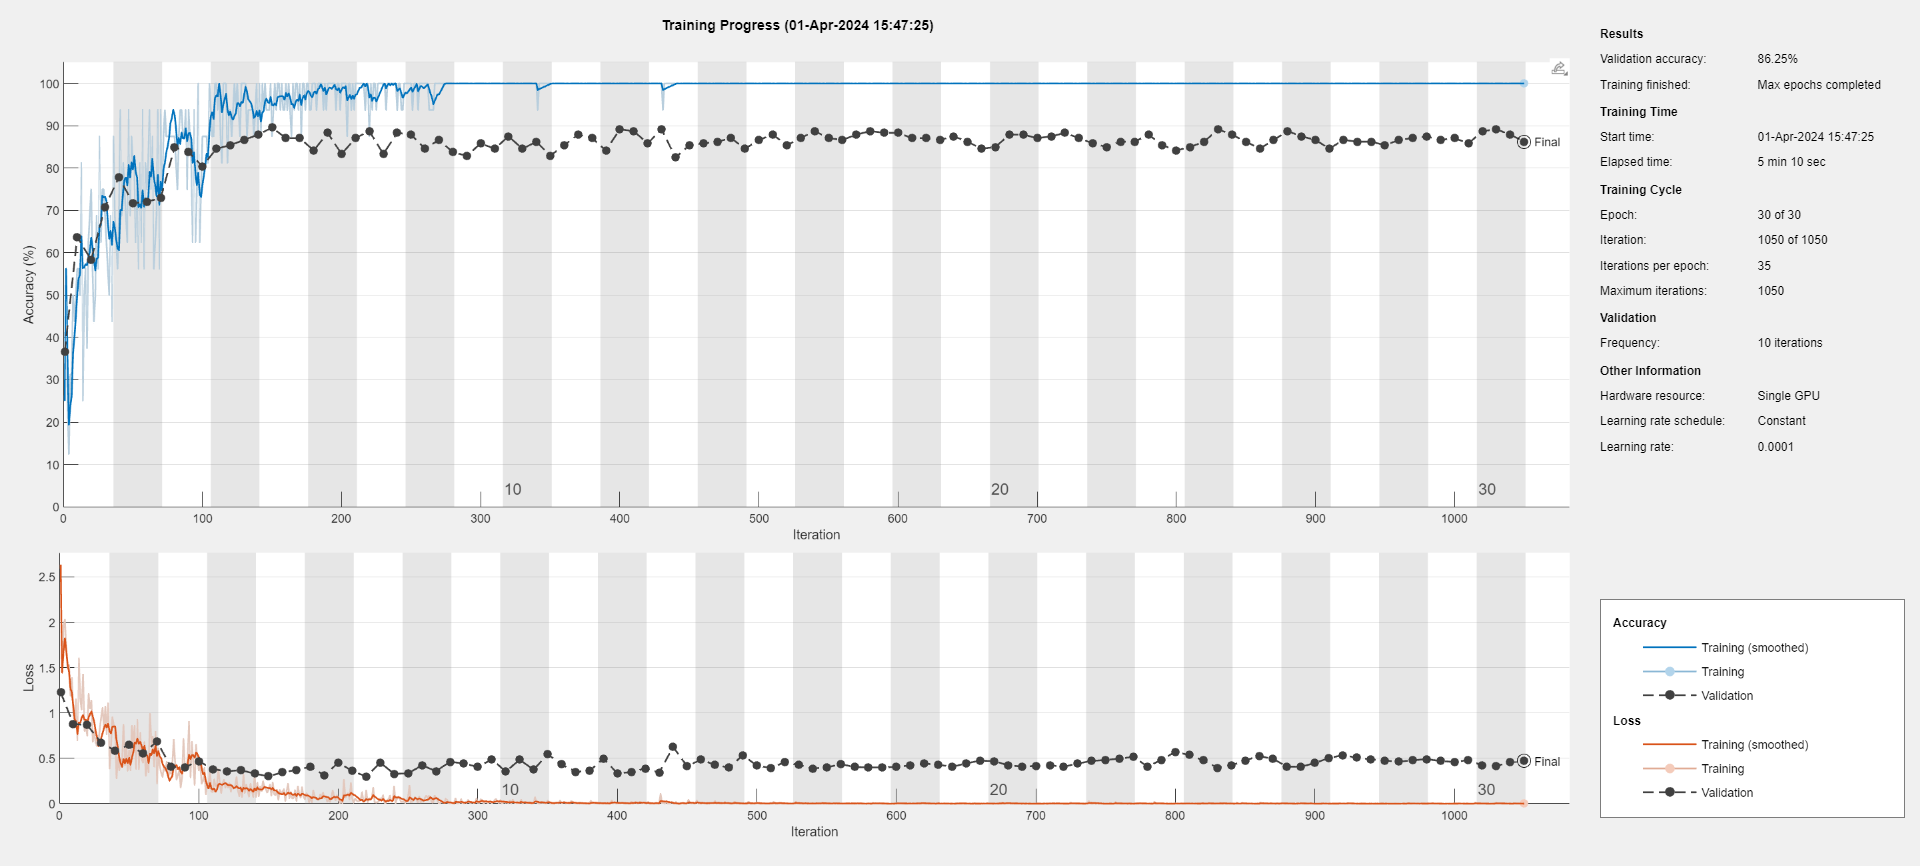 Training Progress (01-Apr-2024 15:47:25)
100
90
80
70
60
50
40
30
20
10
0
Accuracy (%)
Final
10
20
30
0 100 200 300 400 500 600 700 800 900 1000
Iteration
2.5
2
1.5
1
0.5
0
Loss
Final
10
20
30
0 100 200 300 400 500 600 700 800 900 1000
Iteration
Results
Validation accuracy: 86.25%
Training finished: Max epochs completed
Training Time
Start time: 01-Apr-2024 15:47:25
Elapsed time: 5 min 10 sec
Training Cycle
Epoch: 30 of 30
Iteration: 1050 of 1050
Iterations per epoch: 35
Maximum iterations: 1050
Validation
Frequency: 10 iterations
Other Information
Hardware resource: Single GPU
Learning rate schedule: Constant
Learning rate: 0.0001
Accuracy
Training (smoothed)
Training
Validation
Loss
Training (smoothed)
Training
Validation